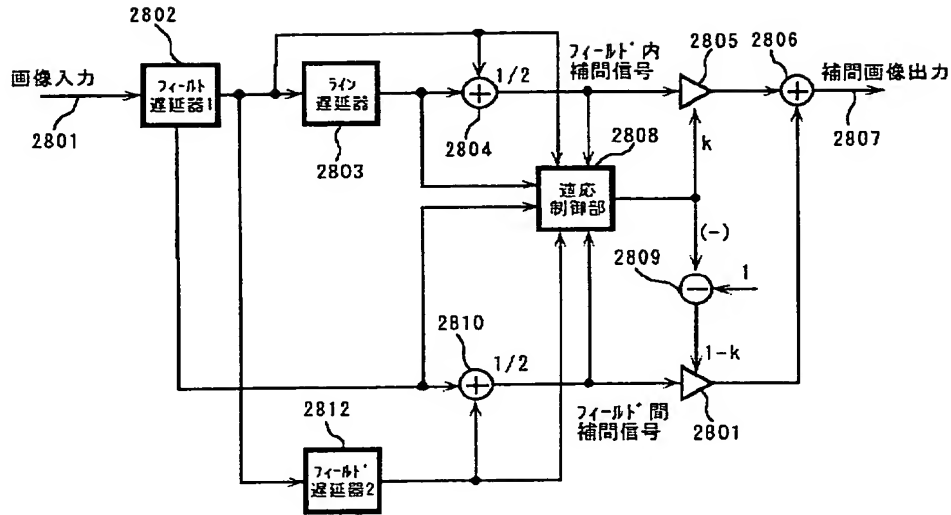 2802
画像入力
2801
フィールド
遅延器1
ライン
遅延器
2803
1/2
2804
フィールド内
補間信号
2805
2806
補間画像出力
2807
2808
適応
制御部
k
(-)
2809
1
1-k
2810
1/2
2812
フィールド
遅延器2
フィールド間
補間信号
2801